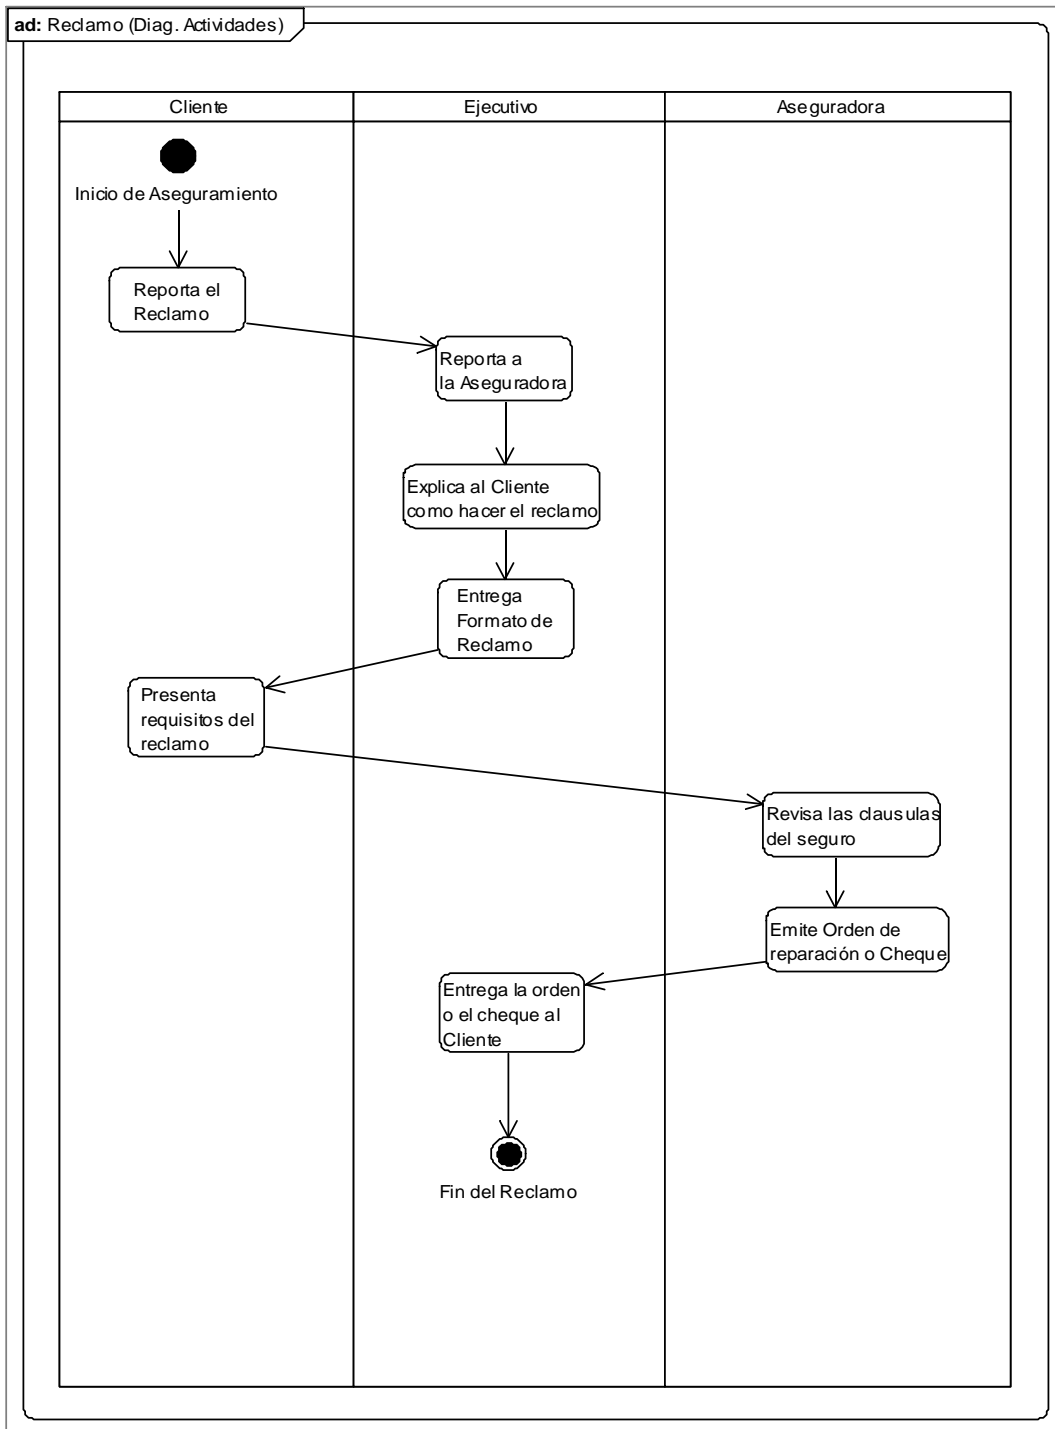 ad: Reclamo (Diag. Actividades)
Cliente
Ejecutivo
Aseguradora
Inicio de Aseguramiento
Reporta el
Reclamo
Reporta a
la Aseguradora
Explica al Cliente
como hacer el reclamo
Entrega
Formato de
Reclamo
Presenta
requisitos del
reclamo
Revisa las clausulas
del seguro
Emite Orden de
reparación o Cheque
Entrega la orden
o el cheque al
Cliente
Fin del Reclamo